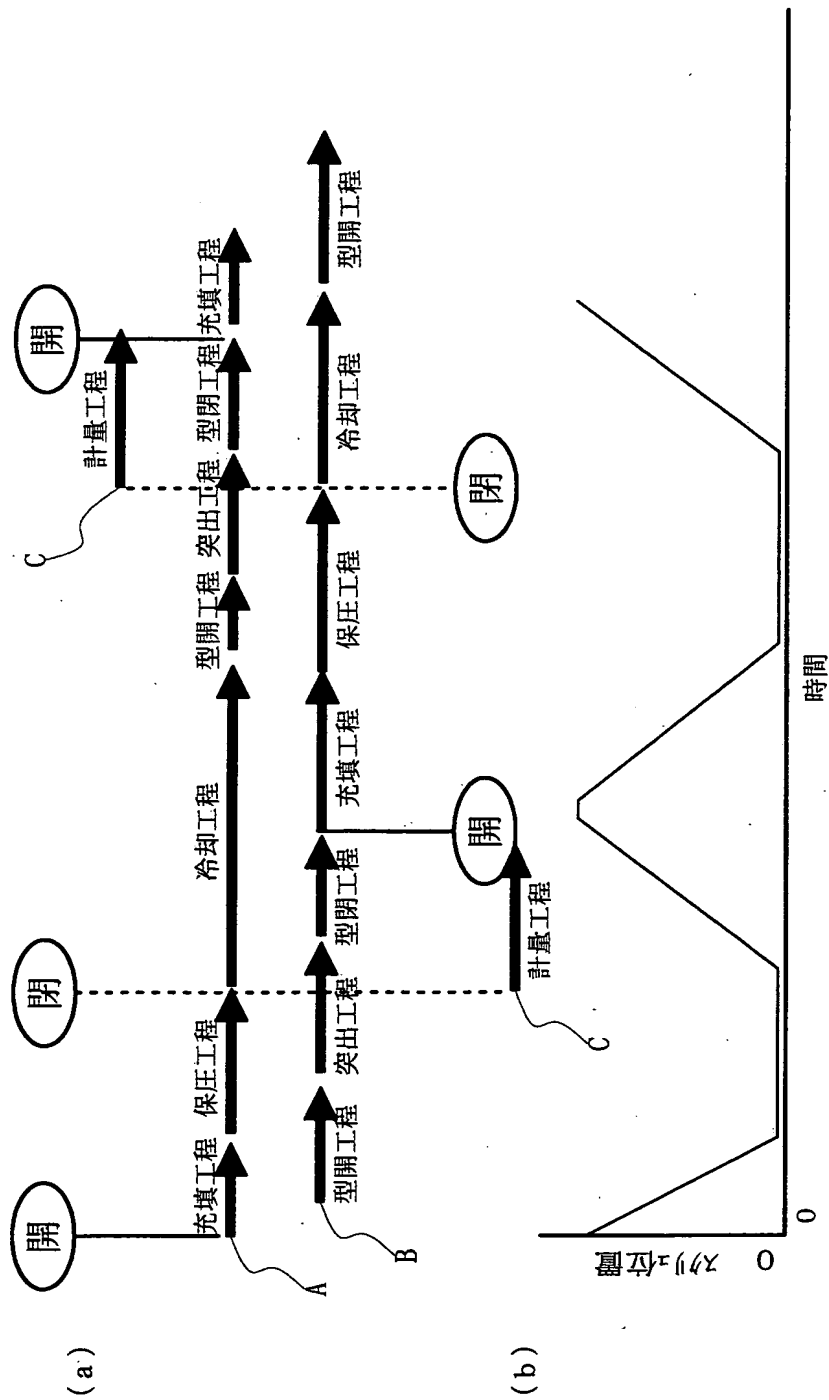 (a)
開
閉
開
計量工程
C
充填工程
保圧工程
冷却工程
型開工程
突出工程
型閉工程
充填工程
A
型開工程
突出工程
型閉工程
充填工程
保圧工程
冷却工程
型開工程
B
開
閉
計量工程
C
(b)
スクリュ位置
0
0
時間